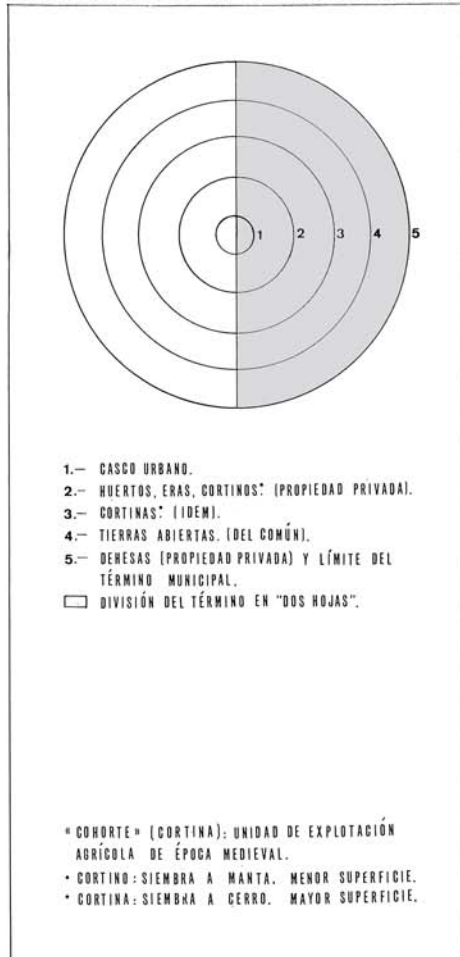 1 2 3 4 5
1.— CASCO URBANO.
2.— HUERTOS, ERAS, CORTINOS* (PROPIEDAD PRIVADA).
3.— CORTINAS* (IDEM).
4.— TIERRAS ABIERTAS. (DEL COMÚN).
5.— DEHESAS (PROPIEDAD PRIVADA) Y LÍMITE DEL
TÉRMINO MUNICIPAL.
DIVISIÓN DEL TÉRMINO EN "DOS HOJAS".
"COHORTE" (CORTINA): UNIDAD DE EXPLOTACIÓN
AGRÍCOLA DE ÉPOCA MEDIEVAL.
• CORTINO: SIEMBRA A MANTA. MENOR SUPERFICIE.
* CORTINA: SIEMBRA A CERRO. MAYOR SUPERFICIE.